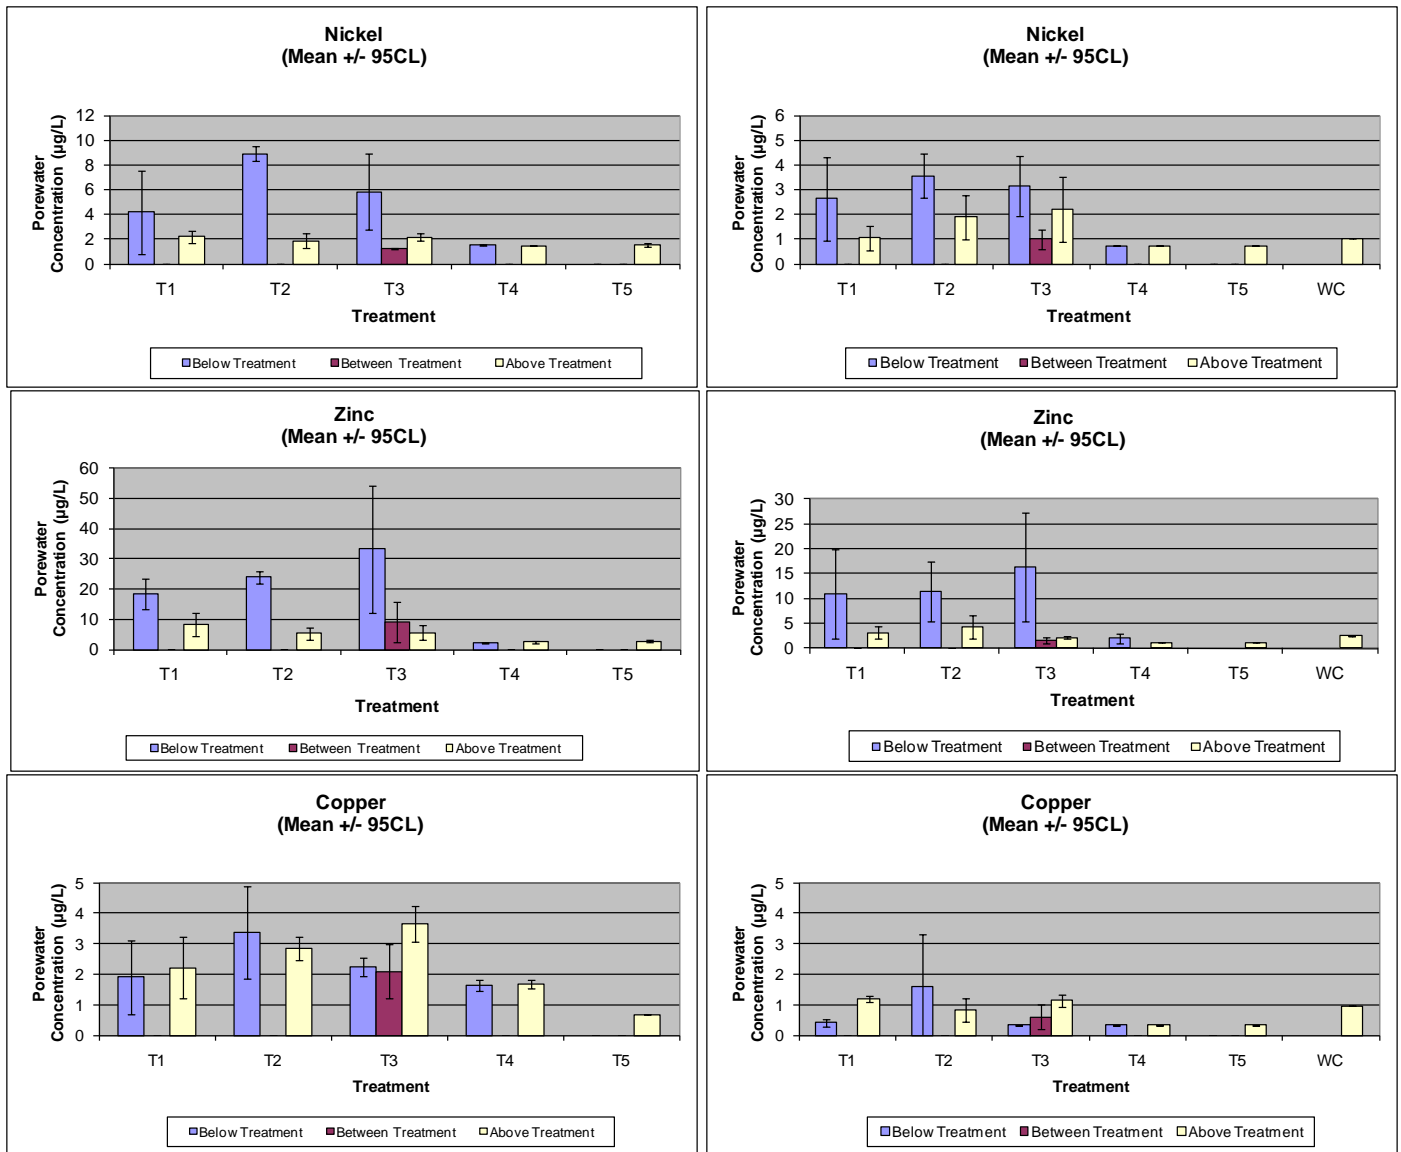 Nickel
(Mean +/- 95CL)
Porewater
Concentration (µg/L)
12
10
8
6
4
2
0
T1 T2 T3 T4 T5
Treatment
Below Treatment Between Treatment Above Treatment
Nickel
(Mean +/- 95CL)
Porewater
Concentration (µg/L)
6
5
4
3
2
1
0
T1 T2 T3 T4 T5 WC
Treatment
Below Treatment Between Treatment Above Treatment
Zinc
(Mean +/- 95CL)
Porewater
Concentration (µg/L)
60
50
40
30
20
10
0
T1 T2 T3 T4 T5
Treatment
Below Treatment Between Treatment Above Treatment
Zinc
(Mean +/- 95CL)
Porewater
Concentration (µg/L)
30
25
20
15
10
5
0
T1 T2 T3 T4 T5 WC
Treatment
Below Treatment Between Treatment Above Treatment
Copper
(Mean +/- 95CL)
Porewater
Concentration (µg/L)
5
4
3
2
1
0
T1 T2 T3 T4 T5
Treatment
Below Treatment Between Treatment Above Treatment
Copper
(Mean +/- 95CL)
Porewater
Concentration (µg/L)
5
4
3
2
1
0
T1 T2 T3 T4 T5 WC
Treatment
Below Treatment Between Treatment Above Treatment